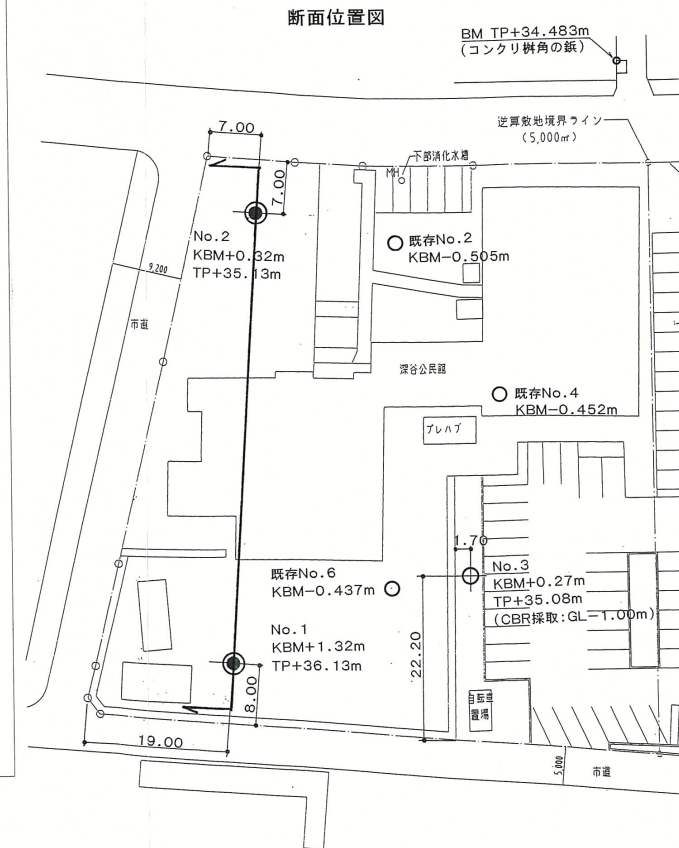 断面位置図
BM TP+34.483m
(コンクリ桝角の鋲)
逆算敷地境界ライン
(5,000㎡)
7.00
下部消化水槽
MH
7.00
No.2
KBM+0.32m
TP+35.13m
既存No.2
KBM−0.505m
9,200
市道
深谷公民館
既存No.4
KBM−0.452m
プレハブ
1.70
既存No.6
KBM−0.437m
No.3
KBM+0.27m
TP+35.08m
(CBR採取:GL−1.00m)
No.1
KBM+1.32m
TP+36.13m
22.20
8.00
自転車
置場
19.00
5,000
市道